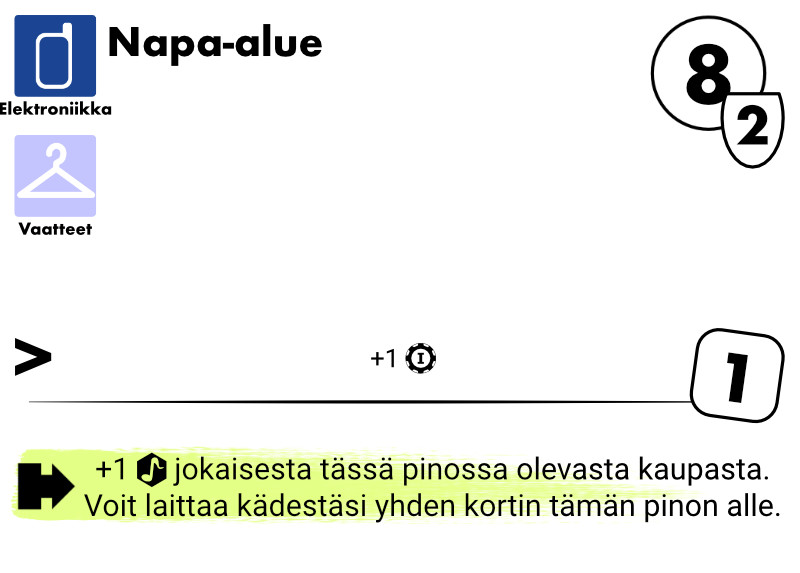 Napa-alue
8
2
Elektroniikka
Vaatteet
> +1 I
1
+1 jokaisesta tässä pinossa olevasta kaupasta.
Voit laittaa kädestäsi yhden kortin tämän pinon alle.